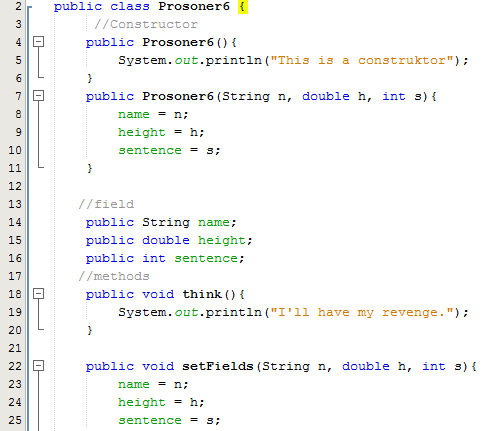 2 public class Prosoner6 {
3 //Constructor
4 public Prosoner6(){
5 System.out.println("This is a construktor");
6 }
7 public Prosoner6(String n, double h, int s){
8 name = n;
9 height = h;
10 sentence = s;
11 }
12
13 //field
14 public String name;
15 public double height;
16 public int sentence;
17 //methods
18 public void think(){
19 System.out.println("I'll have my revenge.");
20 }
21
22 public void setFields(String n, double h, int s){
23 name = n;
24 height = h;
25 sentence = s;